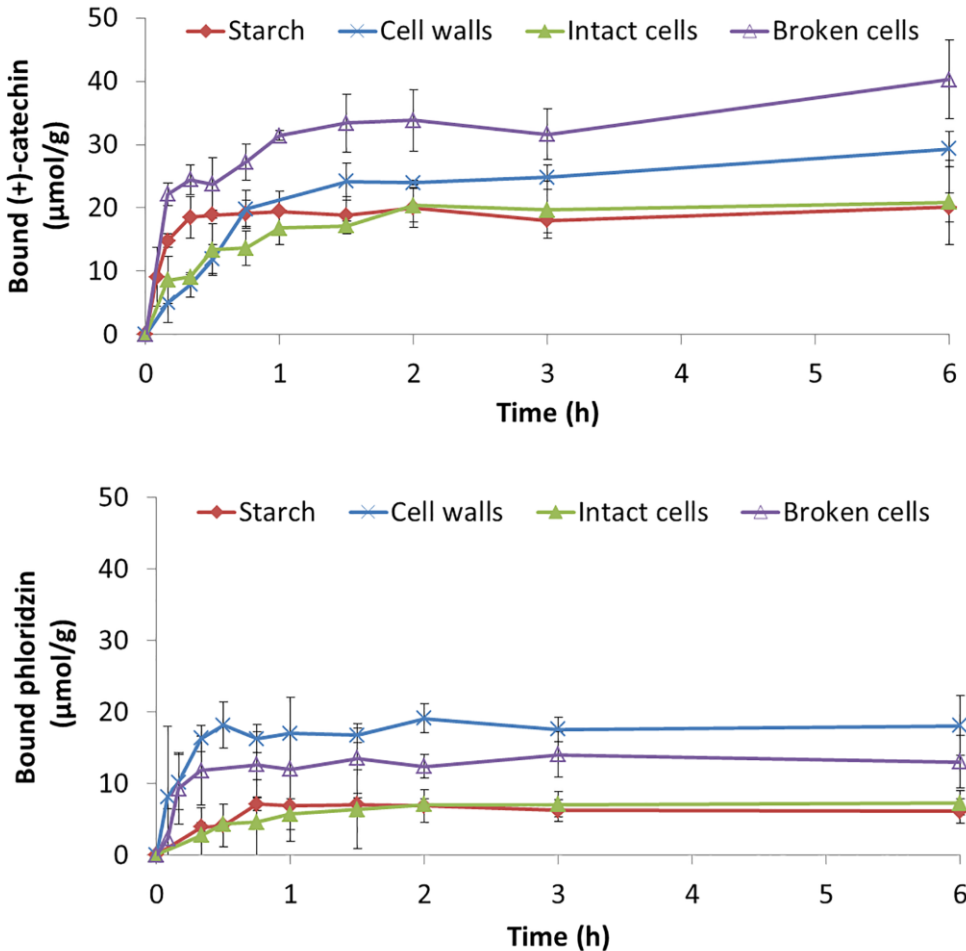 Starch Cell walls Intact cells Broken cells
50
40
30
20
10
0
0 1 2 3 4 5 6
Time (h)
Bound (+)-catechin
(μmol/g)
Starch Cell walls Intact cells Broken cells
50
40
30
20
10
0
0 1 2 3 4 5 6
Time (h)
Bound phloridzin
(μmol/g)